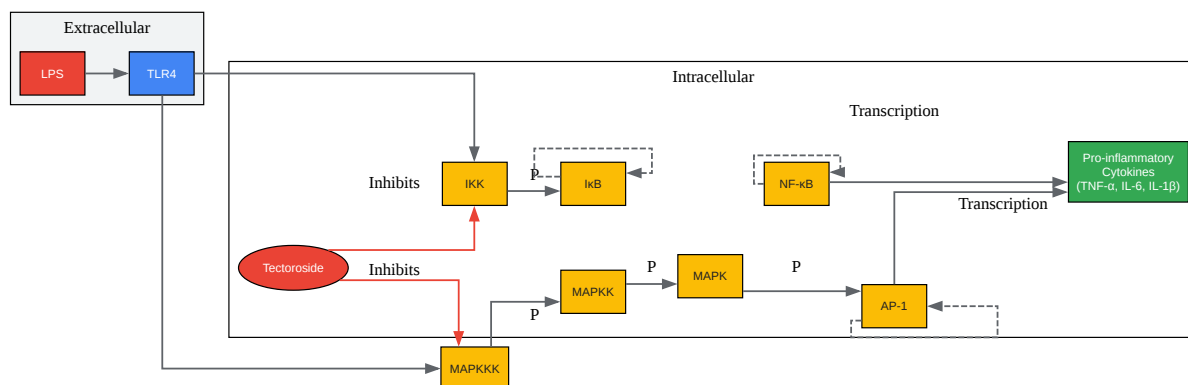 Extracellular
LPS
TLR4
Intracellular
Transcription
Inhibits
IKK
P
IκB
NF-κB
Pro-inflammatory
Cytokines
(TNF-α, IL-6, IL-1β)
Transcription
Tectoroside
Inhibits
MAPKK
P
MAPK
P
AP-1
P
MAPKKK